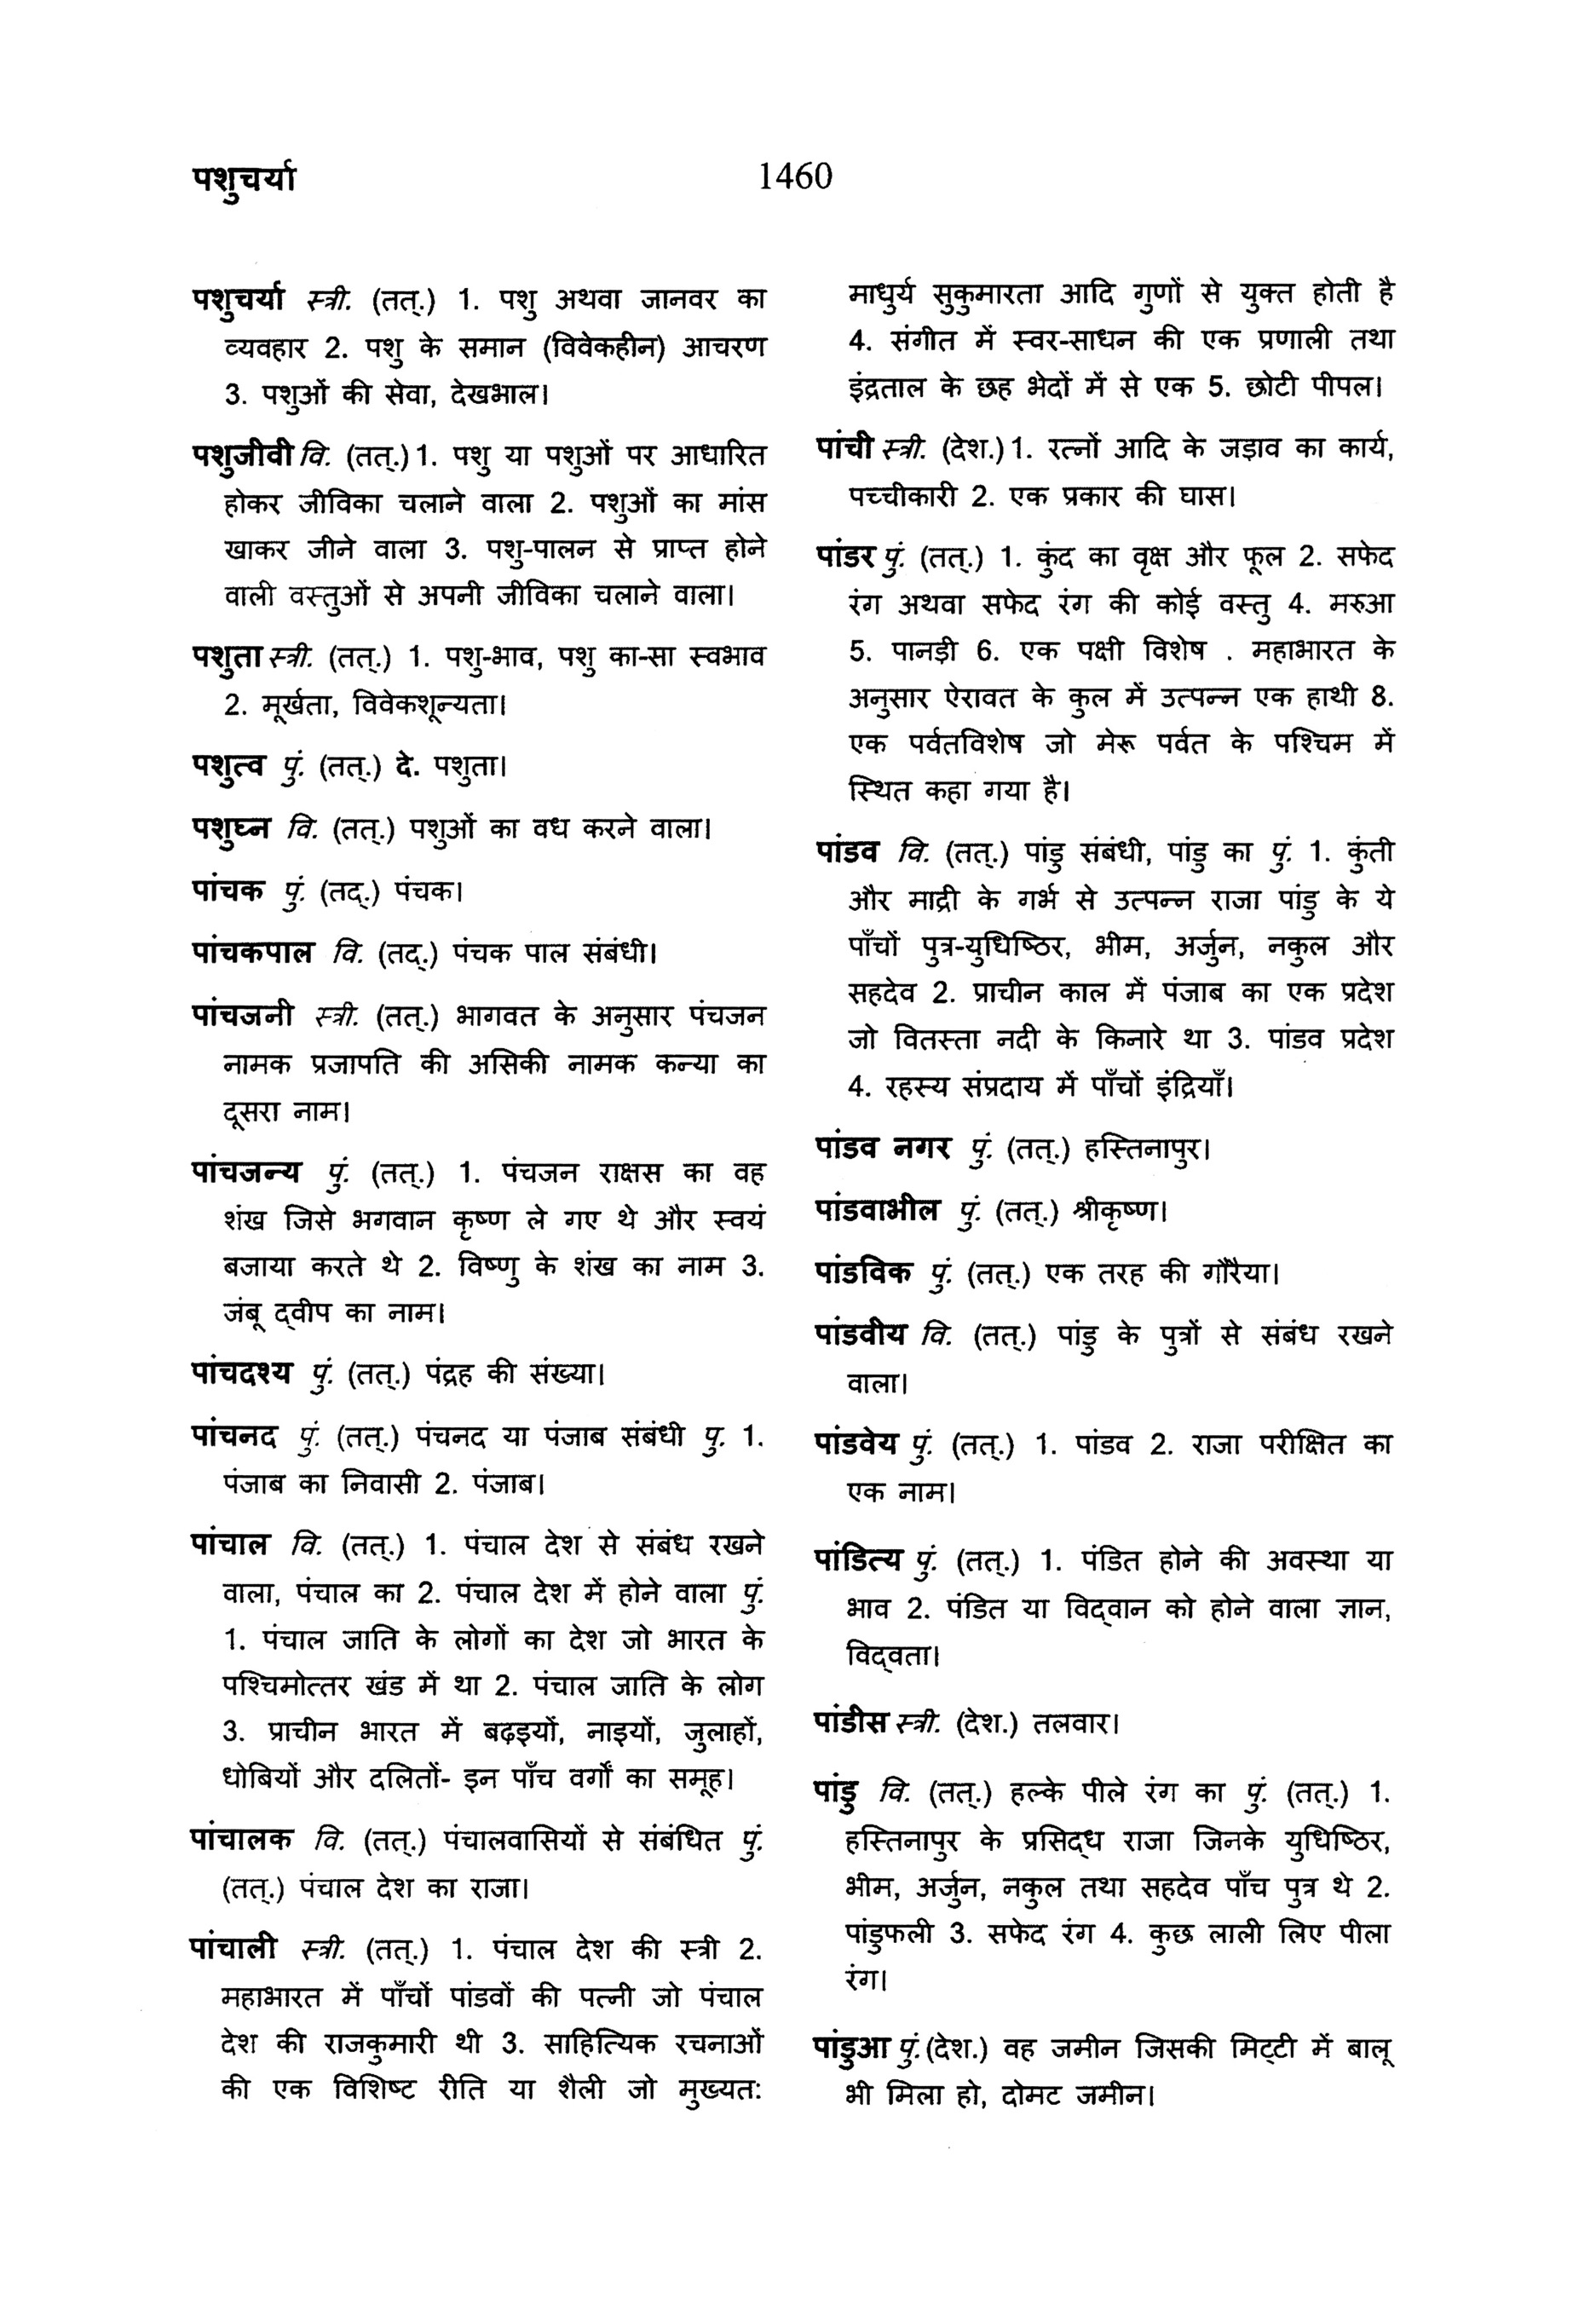 पशुचर्या
1460
पशुचर्या स्त्री. (तत्.) 1. पशु अथवा जानवर का
व्यवहार 2. पशु के समान (विवेकहीन) आचरण
3. पशुओं की सेवा, देखभाल।
पशुजीवी वि. (तत्.) 1. पशु या पशुओं पर आधारित
होकर जीविका चलाने वाला 2. पशुओं का मांस
खाकर जीने वाला 3. पशु-पालन से प्राप्त होने
वाली वस्तुओं से अपनी जीविका चलाने वाला।
पशुता स्त्री. (तत्.) 1. पशु-भाव, पशु का-सा स्वभाव
2. मूर्खता, विवेकशून्यता।
पशुत्व पुं. (तत्.) दे. पशुता।
पशुघ्न वि. (तत्.) पशुओं का वध करने वाला।
पांचक पुं. (तद्.) पंचक।
पांचकपाल वि. (तद्.) पंचक पाल संबंधी।
पांचजनी स्त्री. (तत्.) भागवत के अनुसार पंचजन
नामक प्रजापति की असिकी नामक कन्या का
दूसरा नाम।
पांचजन्य पुं. (तत्.) 1. पंचजन राक्षस का वह
शंख जिसे भगवान कृष्ण ले गए थे और स्वयं
बजाया करते थे 2. विष्णु के शंख का नाम 3.
जंबू द्‌वीप का नाम।
पांचदश्य पुं. (तत्.) पंद्रह की संख्या।
पांचनद पुं. (तत्.) पंचनद या पंजाब संबंधी पु. 1.
पंजाब का निवासी 2. पंजाब।
पांचाल वि. (तत्.) 1. पंचाल देश से संबंध रखने
वाला, पंचाल का 2. पंचाल देश में होने वाला पुं.
1. पंचाल जाति के लोगों का देश जो भारत के
पश्चिमोत्तर खंड में था 2. पंचाल जाति के लोग
3. प्राचीन भारत में बढ़इयों, नाइयों, जुलाहों,
धोबियों और दलितों- इन पाँच वर्गों का समूह।
पांचालक वि. (तत्.) पंचालवासियों से संबंधित पुं.
(तत्.) पंचाल देश का राजा।
पांचाली स्त्री. (तत्.) 1. पंचाल देश की स्त्री 2.
महाभारत में पाँचों पांडवों की पत्नी जो पंचाल
देश की राजकुमारी थी 3. साहित्यिक रचनाओं
की एक विशिष्ट रीति या शैली जो मुख्यतः
माधुर्य सुकुमारता आदि गुणों से युक्त होती है
4. संगीत में स्वर-साधन की एक प्रणाली तथा
इंद्रताल के छह भेदों में से एक 5. छोटी पीपल।
पांची स्त्री. (देश.) 1. रत्नों आदि के जड़ाव का कार्य,
पच्चीकारी 2. एक प्रकार की घास।
पांडर पुं. (तत्.) 1. कुंद का वृक्ष और फूल 2. सफेद
रंग अथवा सफेद रंग की कोई वस्तु 4. मरुआ
5. पानड़ी 6. एक पक्षी विशेष . महाभारत के
अनुसार ऐरावत के कुल में उत्पन्न एक हाथी 8.
एक पर्वतविशेष जो मेरू पर्वत के पश्चिम में
स्थित कहा गया है।
पांडव वि. (तत्.) पांडु संबंधी, पांडु का पुं. 1. कुंती
और माद्री के गर्भ से उत्पन्न राजा पांडु के ये
पाँचों पुत्र-युधिष्ठिर, भीम, अर्जुन, नकुल और
सहदेव 2. प्राचीन काल में पंजाब का एक प्रदेश
जो वितस्ता नदी के किनारे था 3. पांडव प्रदेश
4. रहस्य संप्रदाय में पाँचों इंद्रियाँ।
पांडव नगर पुं. (तत्.) हस्तिनापुर।
पांडवाभील पुं. (तत्.) श्रीकृष्ण।
पांडविक पुं. (तत्.) एक तरह की गौरैया।
पांडवीय वि. (तत्.) पांडु के पुत्रों से संबंध रखने
वाला।
पांडवेय पुं. (तत्.) 1. पांडव 2. राजा परीक्षित का
एक नाम।
पांडित्य पुं. (तत्.) 1. पंडित होने की अवस्था या
भाव 2. पंडित या विद्‌वान को होने वाला ज्ञान,
विद्‌वता।
पांडीस स्त्री. (देश.) तलवार।
पांडु वि. (तत्.) हल्के पीले रंग का पुं. (तत्.) 1.
हस्तिनापुर के प्रसिद्‌ध राजा जिनके युधिष्ठिर,
भीम, अर्जुन, नकुल तथा सहदेव पाँच पुत्र थे 2.
पांडुफली 3. सफेद रंग 4. कुछ लाली लिए पीला
रंग।
पांडुआ पुं. (देश.) वह जमीन जिसकी मिट्‌टी में बालू
भी मिला हो, दोमट जमीन।